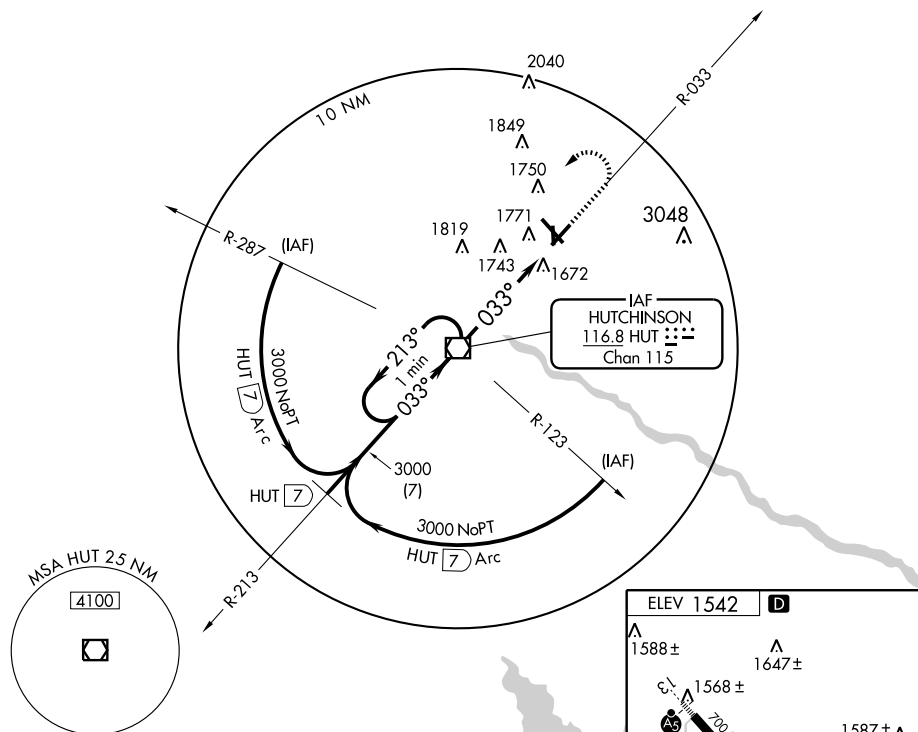 2040
R-033
10 NM
1849
1750
3048
1771
1819
1743
1672
R-287
(IAF)
033°
IAF
HUTCHINSON
116.8 HUT
Chan 115
213°
1 min
033°
3000 NoPT
HUT 7 Arc
R-123
(IAF)
3000
(7)
HUT 7
3000 NoPT
HUT 7 Arc
R-213
MSA HUT 25 NM
4100
ELEV 1542 D
1588±
1647±
13
1568±
A5
700
1587±